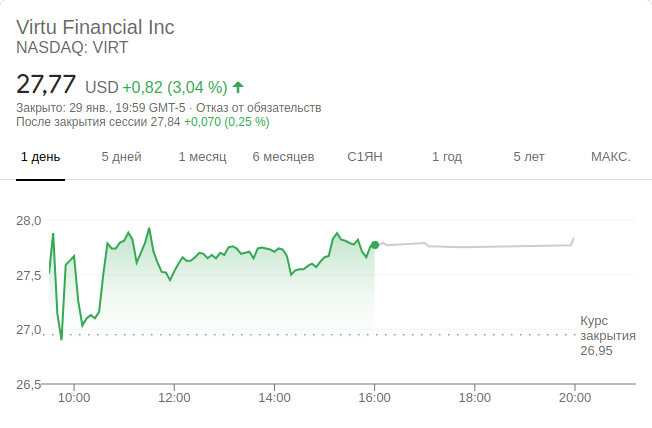 Virtu Financial Inc
NASDAQ: VIRT
27,77 USD +0,82 (3,04 %)
Закрыто: 29 янв., 19:59 GMT-5 · Отказ от обязательств
После закрытия сессии 27,84 +0,070 (0,25 %)
1 день 5 дней 1 месяц 6 месяцев С1ЯН 1 год 5 лет МАКС.
28,0
27,5
27,0
Курс
закрытия
26,95
26,5
10:00 12:00 14:00 16:00 18:00 20:00